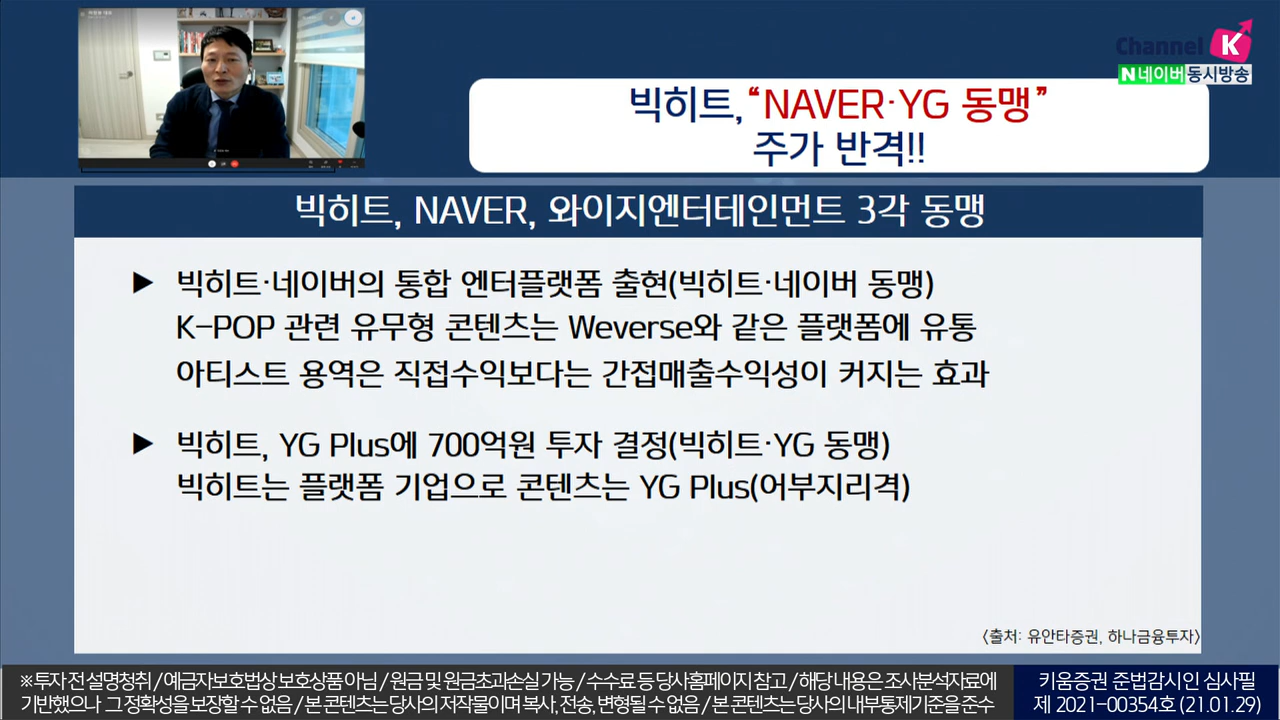 Channel K
N 네이버 동시방송
빅히트, “NAVER·YG 동맹”
주가 반격!!
빅히트, NAVER, 와이지엔터테인먼트 3각 동맹
▶ 빅히트·네이버의 통합 엔터플랫폼 출현(빅히트·네이버 동맹)
K-POP 관련 유무형 콘텐츠는 Weverse와 같은 플랫폼에 유통
아티스트 용역은 직접수익보다는 간접매출수익성이 커지는 효과
▶ 빅히트, YG Plus에 700억원 투자 결정(빅히트·YG 동맹)
빅히트는 플랫폼 기업으로 콘텐츠는 YG Plus(어부지리격)
<출처: 유안타증권, 하나금융투자>
※ 투자 전 설명청취 / 예금자보호법상 보호상품 아님 / 원금 및 원금초과손실 가능 / 수수료 등 당사홈페이지 참고 / 해당 내용은 조사분석자료에
기반했으나 그 정확성을 보장할 수 없음 / 본 콘텐츠는 당사의 저작물이며 복사, 전송, 변형될 수 없음 / 본 콘텐츠는 당사의 내부통제기준을 준수
키움증권 준법감시인 심사필
제 2021-00354호 (21.01.29)